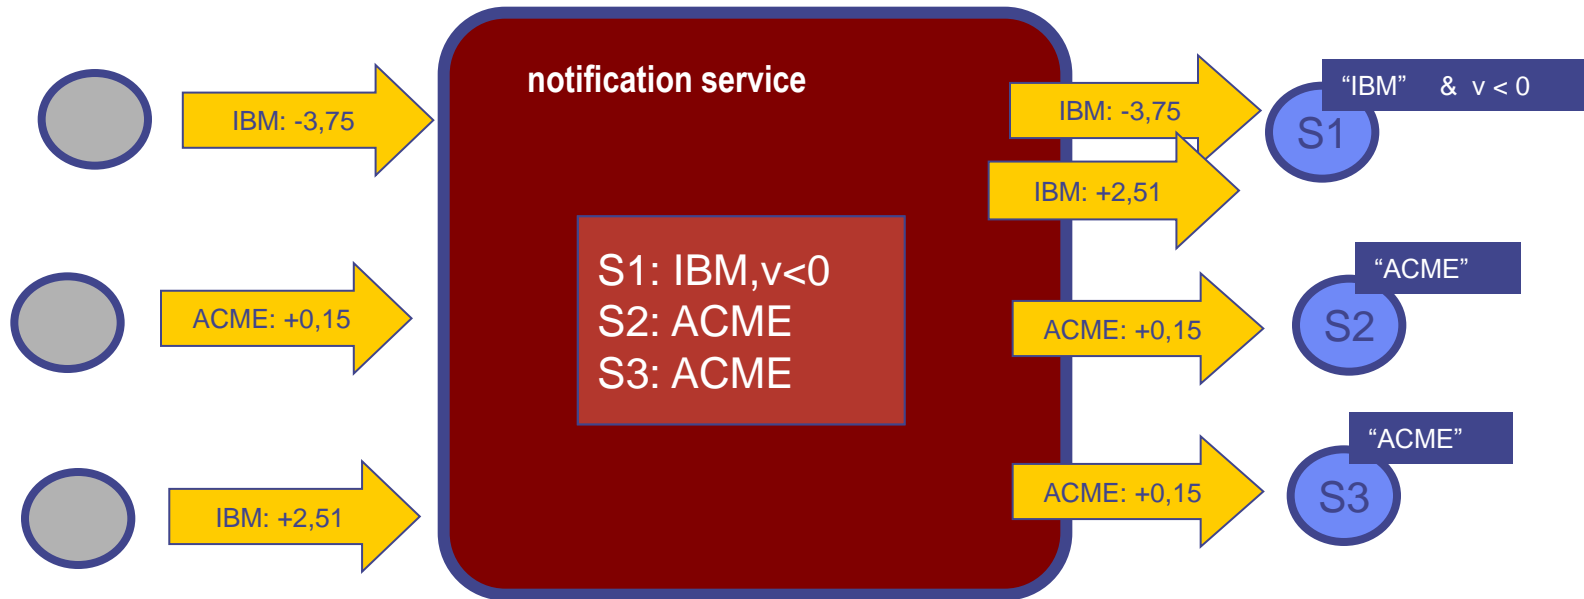 notification service
IBM: -3,75
IBM: -3,75
“IBM” & v < 0
S1
IBM: +2,51
S1: IBM,v<0
S2: ACME
S3: ACME
ACME: +0,15
ACME: +0,15
“ACME”
S2
IBM: +2,51
ACME: +0,15
“ACME”
S3